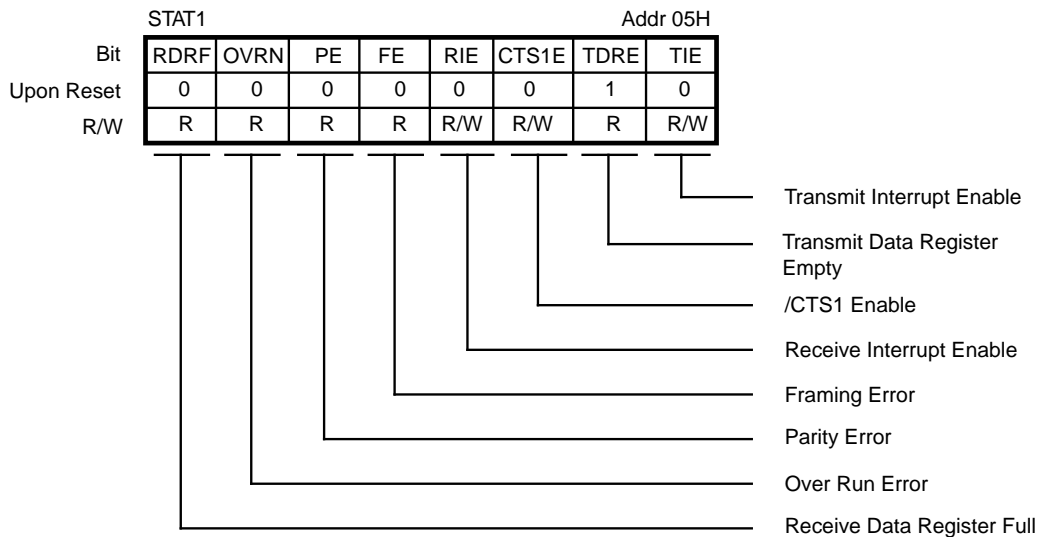 STAT1 Addr 05H
Bit RDRF OVRN PE FE RIE CTS1E TDRE TIE
Upon Reset 0 0 0 0 0 0 1 0
R/W R R R R R/W R/W R R/W
Transmit Interrupt Enable
Transmit Data Register
Empty
/CTS1 Enable
Receive Interrupt Enable
Framing Error
Parity Error
Over Run Error
Receive Data Register Full